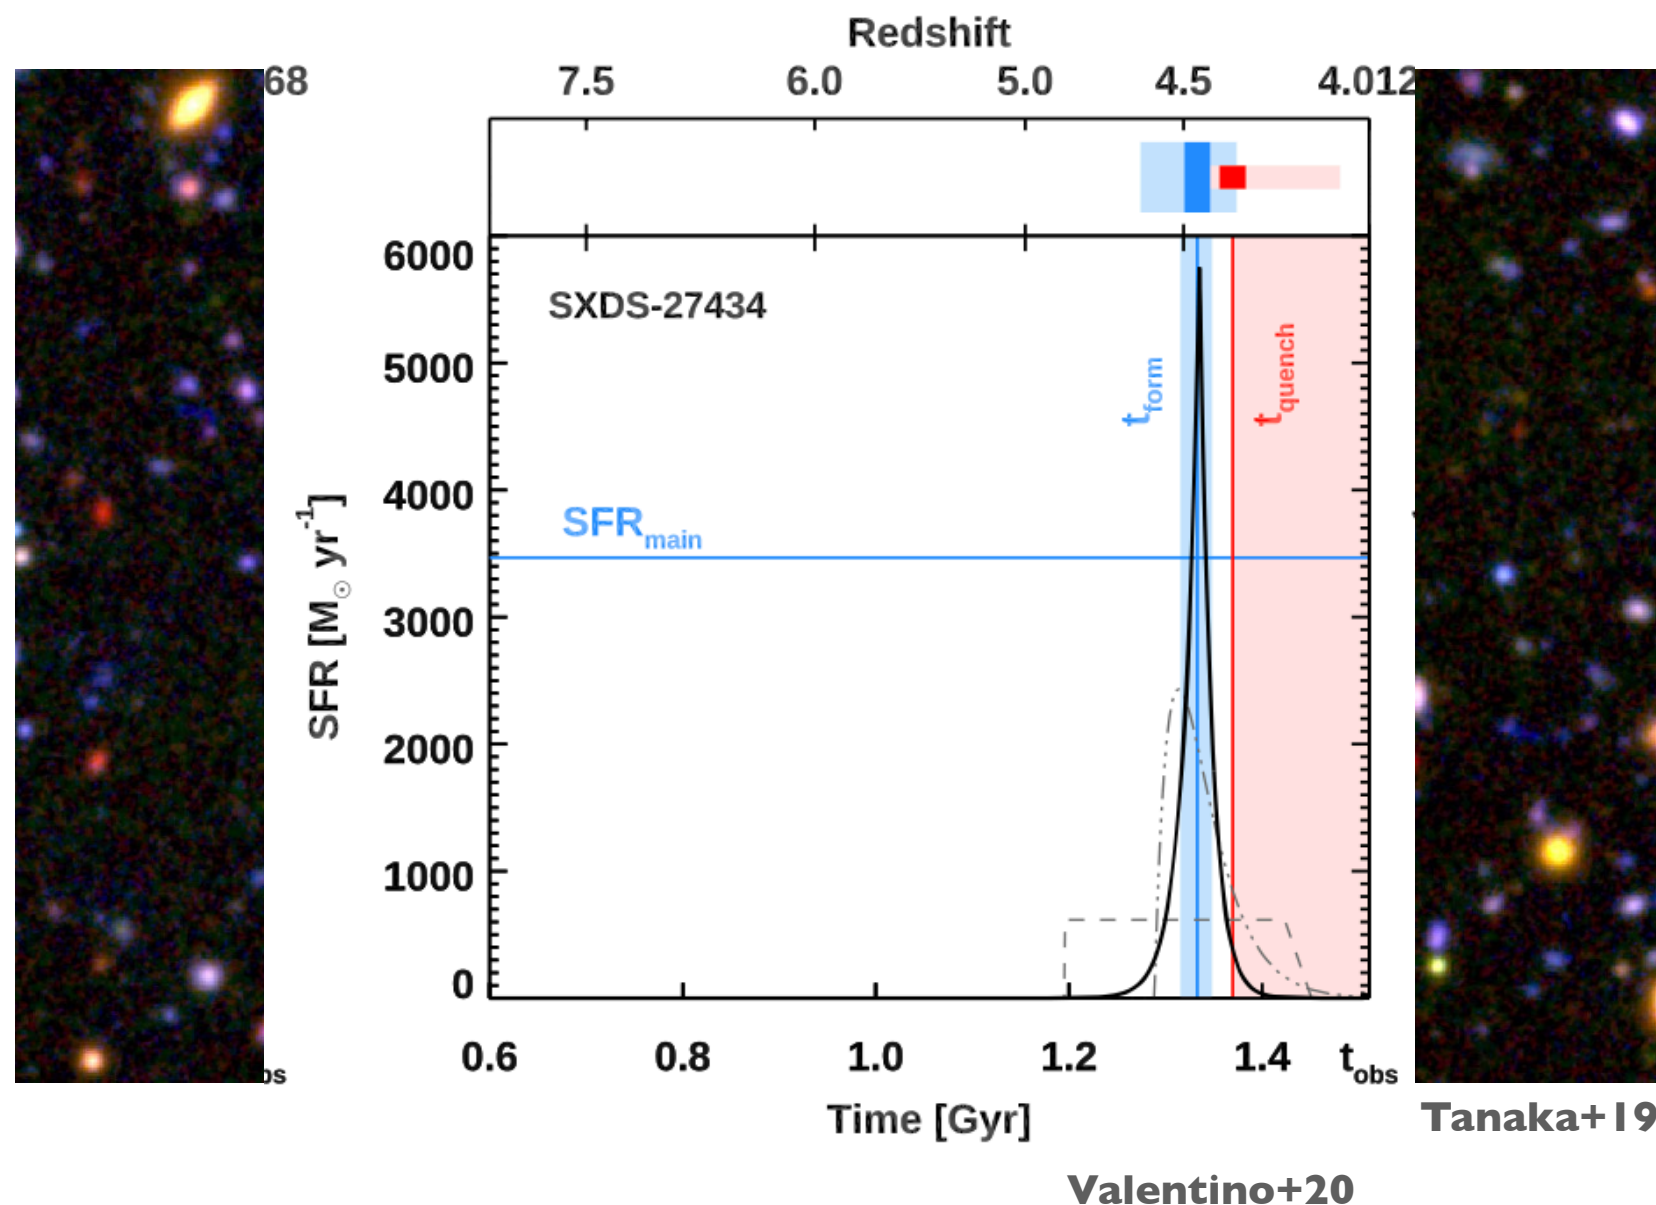 Redshift
68 7.5 6.0 5.0 4.5 4.012
6000
SXDS-27434
5000
t_form
t_quench
4000
SFR_main
SFR [M☉ yr⁻¹]
3000
2000
1000
0
0.6 0.8 1.0 1.2 1.4 t_obs
bs
Time [Gyr]
Tanaka+19
Valentino+20